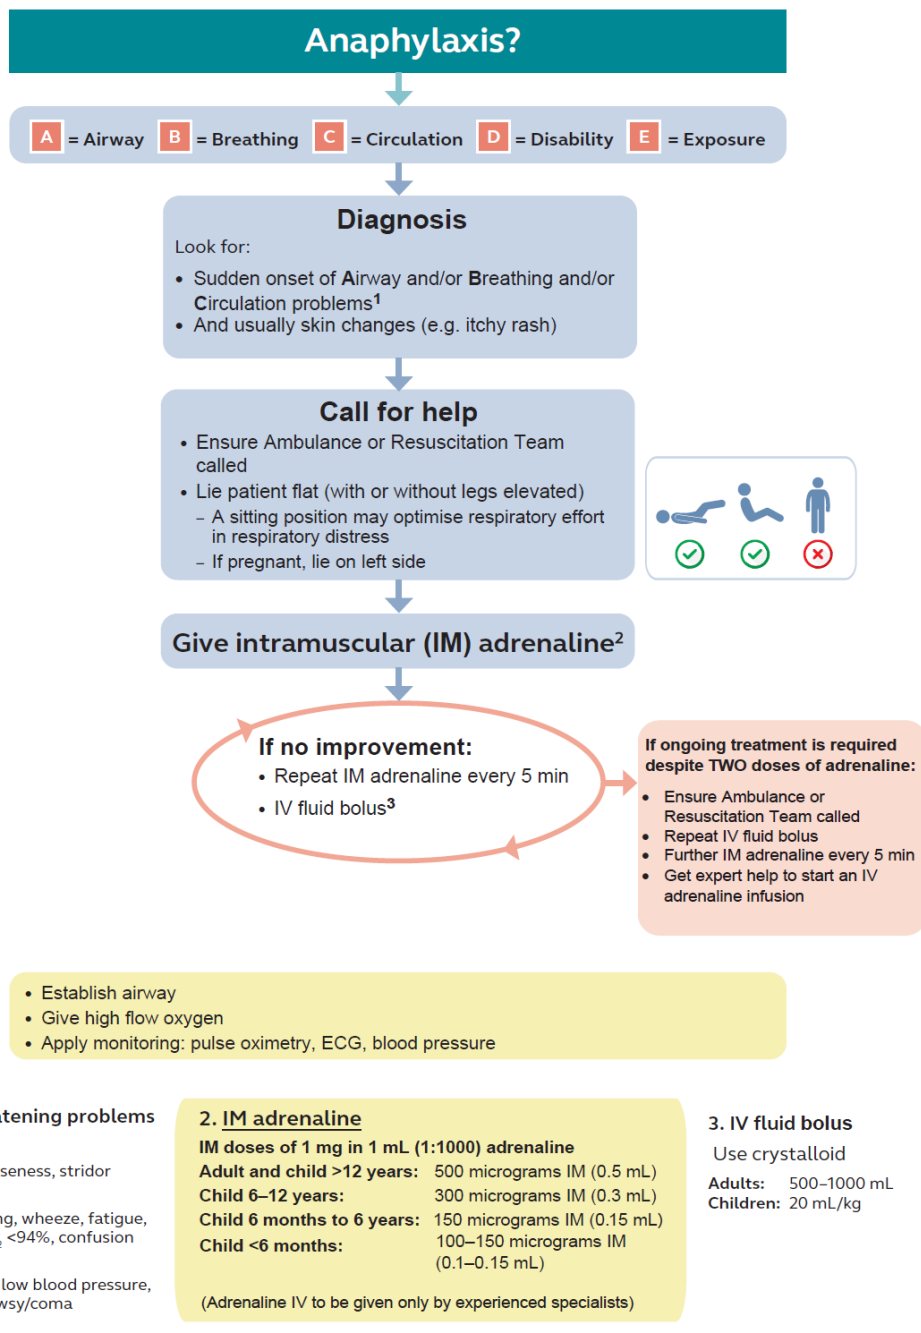 Anaphylaxis?
A = Airway B = Breathing C = Circulation D = Disability E = Exposure
Diagnosis
Look for:
• Sudden onset of Airway and/or Breathing and/or
Circulation problems¹
• And usually skin changes (e.g. itchy rash)
Call for help
• Ensure Ambulance or Resuscitation Team
called
• Lie patient flat (with or without legs elevated)
– A sitting position may optimise respiratory effort
in respiratory distress
– If pregnant, lie on left side
Give intramuscular (IM) adrenaline²
If no improvement:
• Repeat IM adrenaline every 5 min
• IV fluid bolus³
If ongoing treatment is required
despite TWO doses of adrenaline:
• Ensure Ambulance or
Resuscitation Team called
• Repeat IV fluid bolus
• Further IM adrenaline every 5 min
• Get expert help to start an IV
adrenaline infusion
• Establish airway
• Give high flow oxygen
• Apply monitoring: pulse oximetry, ECG, blood pressure
atening problems
seness, stridor
ng, wheeze, fatigue,
₂ <94%, confusion
low blood pressure,
wsy/coma
2. IM adrenaline
IM doses of 1 mg in 1 mL (1:1000) adrenaline
Adult and child >12 years: 500 micrograms IM (0.5 mL)
Child 6–12 years: 300 micrograms IM (0.3 mL)
Child 6 months to 6 years: 150 micrograms IM (0.15 mL)
Child <6 months: 100–150 micrograms IM
(0.1–0.15 mL)
(Adrenaline IV to be given only by experienced specialists)
3. IV fluid bolus
Use crystalloid
Adults: 500–1000 mL
Children: 20 mL/kg